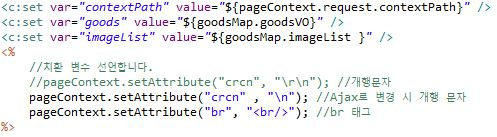 <c:set var="contextPath" value="${pageContext.request.contextPath}" />
<c:set var="goods" value="${goodsMap.goodsVO}" />
<c:set var="imageList" value="${goodsMap.imageList }" />
<%
//치환 변수 선언합니다.
//pageContext.setAttribute("crcn", "\r\n"); //개행문자
pageContext.setAttribute("crcn" , "\n"); //Ajax로 변경 시 개행 문자
pageContext.setAttribute("br", "<br/>"); //br 태그
%>